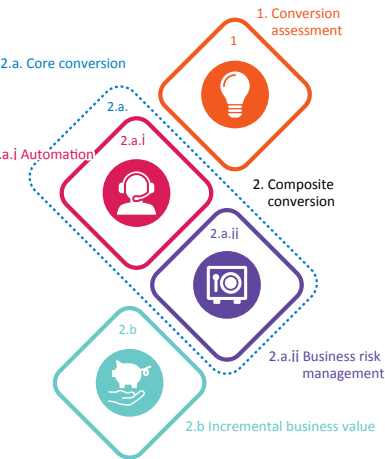 1. Conversion
assessment
1
2.a. Core conversion
2.a.
2.a.i
.a.i Automation
2. Composite
conversion
2.a.ii
2.a.ii Business risk
management
2.b
2.b Incremental business value